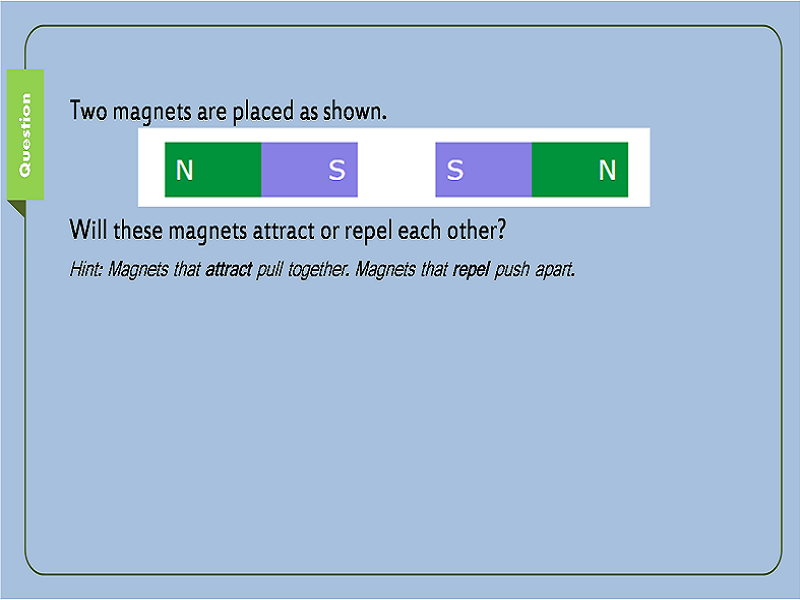 Question
Two magnets are placed as shown.
N S S N
Will these magnets attract or repel each other?
Hint: Magnets that attract pull together. Magnets that repel push apart.